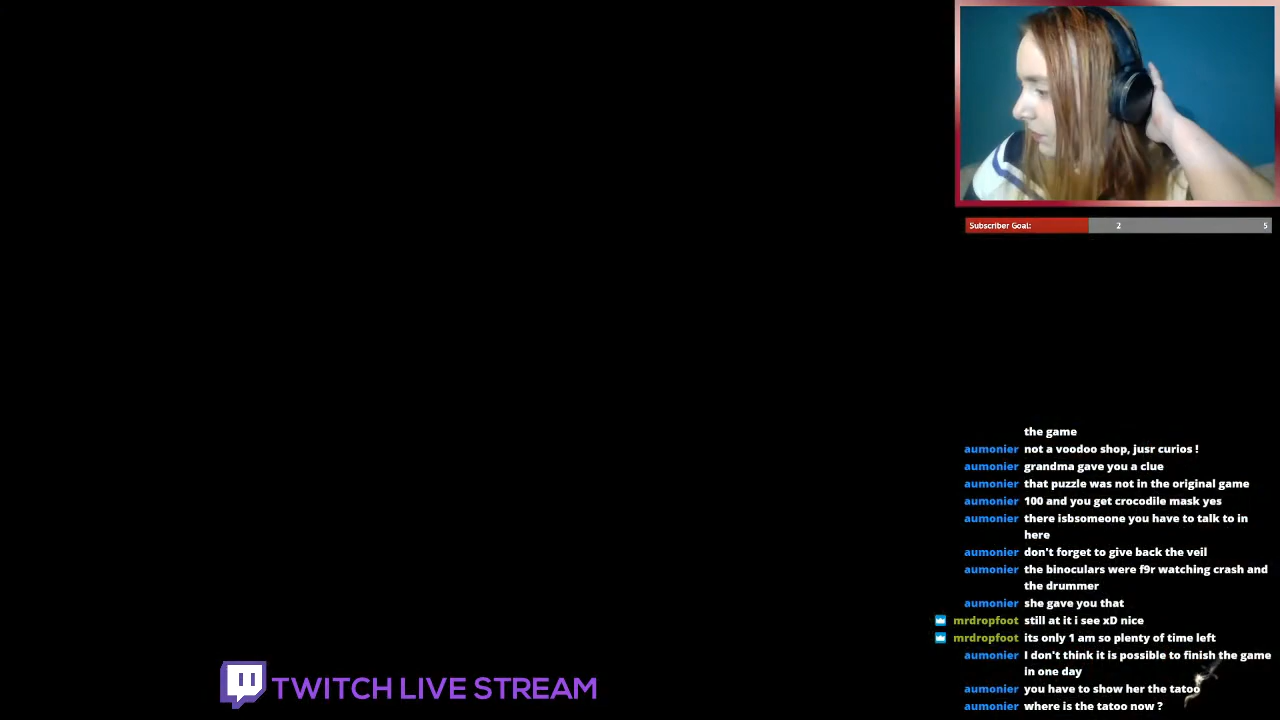 Subscriber Goal: 2 5
the game
aumonier not a voodoo shop, jusr curios !
aumonier grandma gave you a clue
aumonier that puzzle was not in the original game
aumonier 100 and you get crocodile mask yes
aumonier there isbsomeone you have to talk to in
here
aumonier don't forget to give back the veil
aumonier the binoculars were f9r watching crash and
the drummer
aumonier she gave you that
mrdropfoot still at it i see xD nice
mrdropfoot its only 1 am so plenty of time left
aumonier I don't think it is possible to finish the game
in one day
aumonier you have to show her the tatoo
aumonier where is the tatoo now ?
TWITCH LIVE STREAM